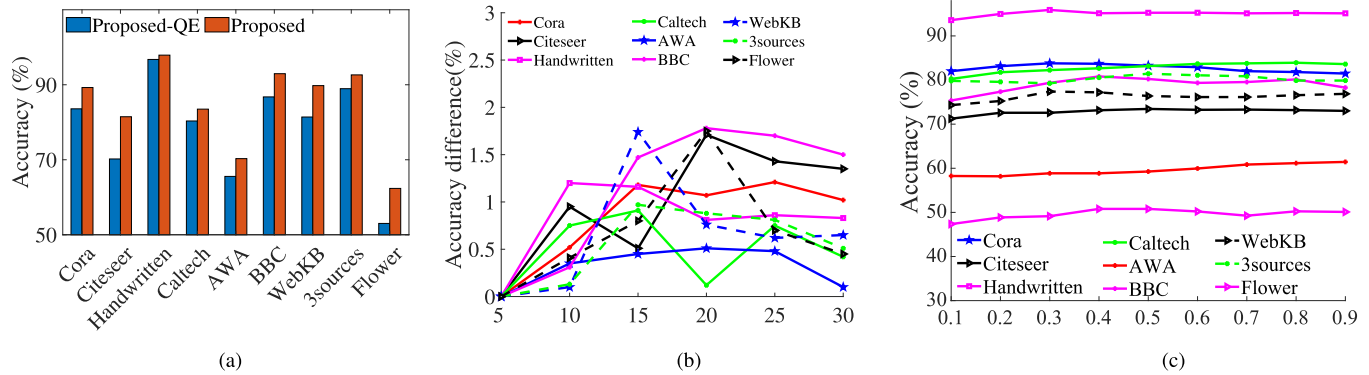 Accuracy (%)
90
70
50
Proposed-QE Proposed
Cora Citeseer Handwritten Caltech AWA BBC WebKB 3sources Flower
(a)
Accuracy difference(%)
3
2.5
2
1.5
1
0.5
0
Cora Caltech WebKB
Citeseer AWA 3sources
Handwritten BBC Flower
5 10 15 20 25 30
(b)
Accuracy (%)
90
80
70
60
50
40
30
Cora Caltech WebKB
Citeseer AWA 3sources
Handwritten BBC Flower
0.1 0.2 0.3 0.4 0.5 0.6 0.7 0.8 0.9
(c)